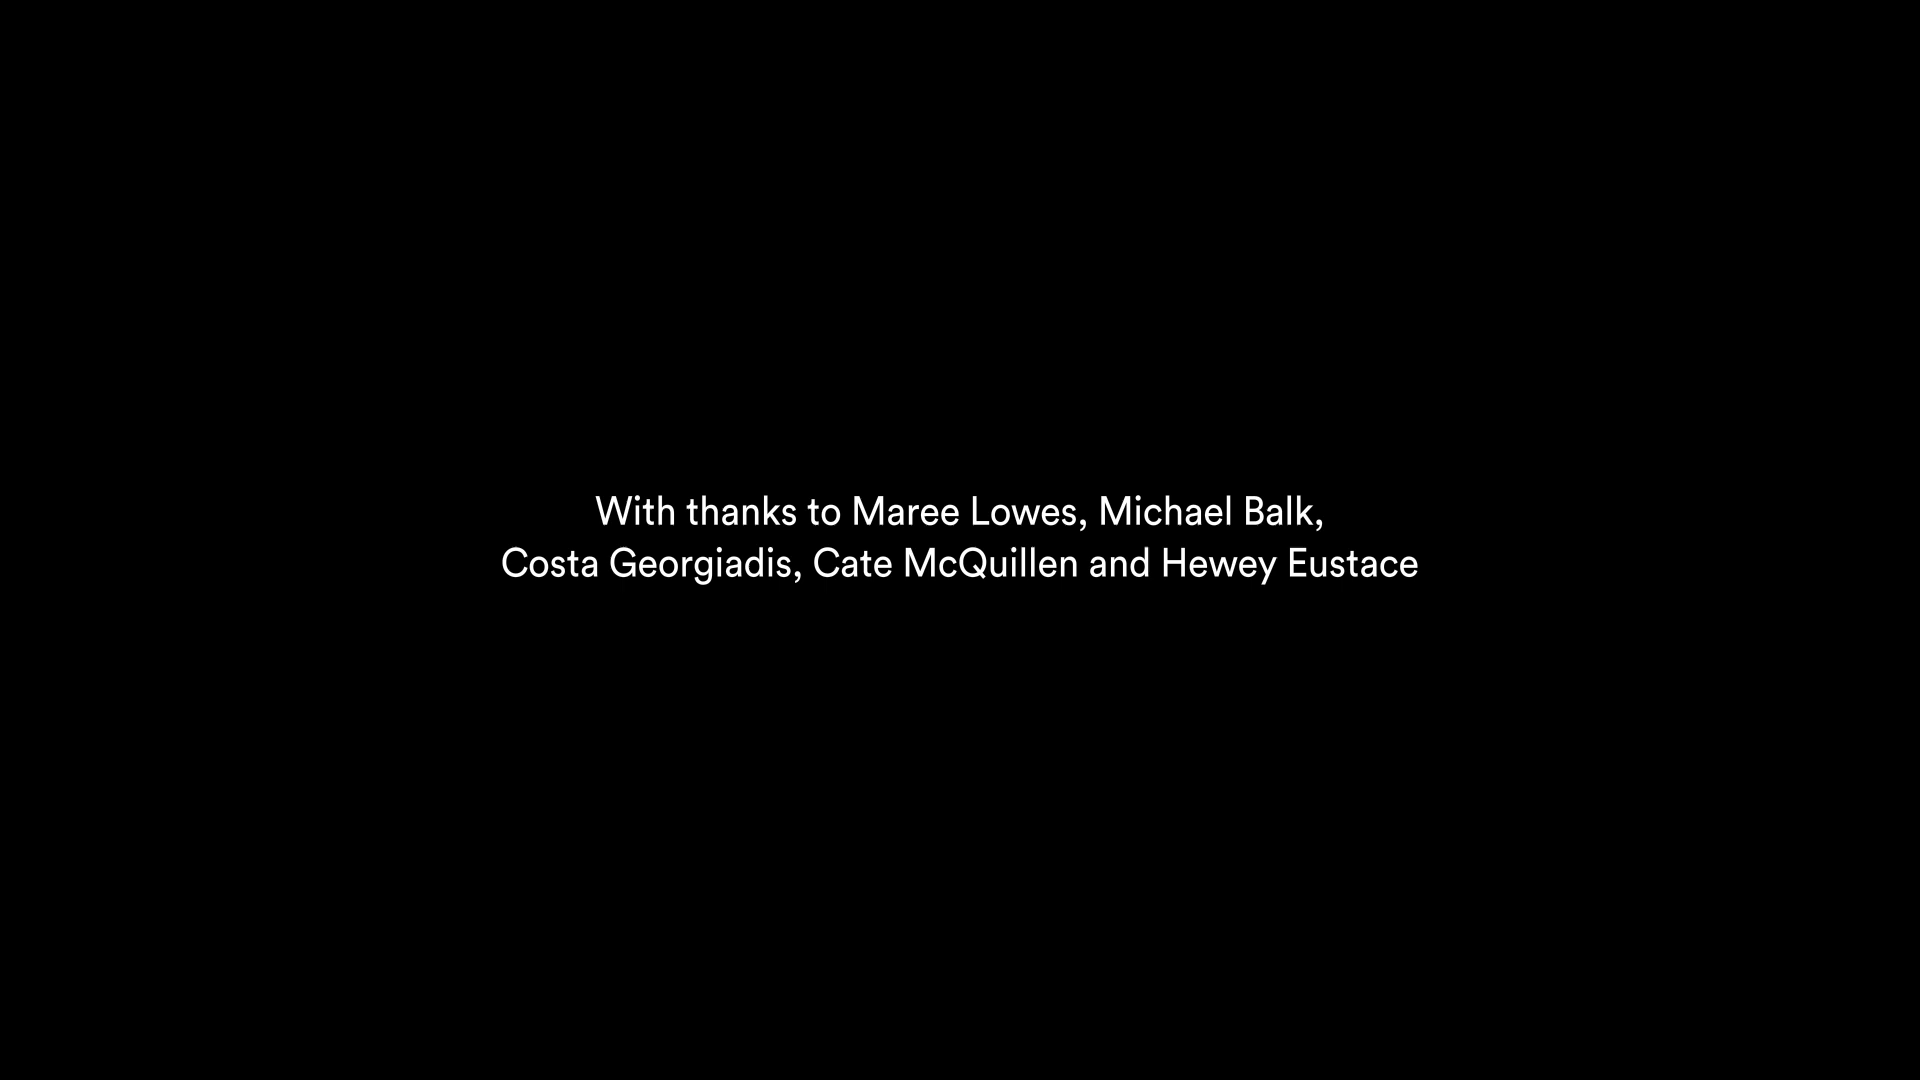 With thanks to Maree Lowes, Michael Balk,
Costa Georgiadis, Cate McQuillen and Hewey Eustace